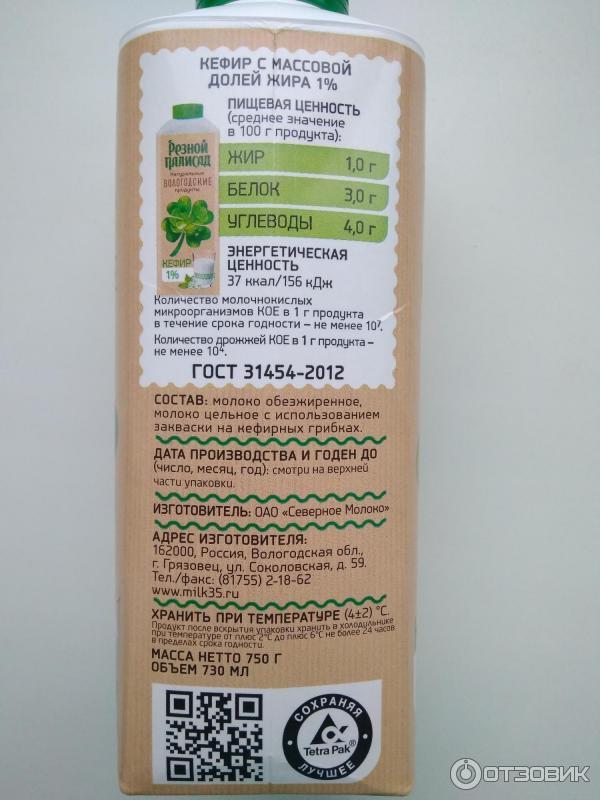 КЕФИР С МАССОВОЙ
ДОЛЕЙ ЖИРА 1%
Резной
палисад
Натуральные
ВОЛОГОДСКИЕ
продукты
КЕФИР
1%
ПИЩЕВАЯ ЦЕННОСТЬ
(среднее значение
в 100 г продукта):
ЖИР 1,0 г
БЕЛОК 3,0 г
УГЛЕВОДЫ 4,0 г
ЭНЕРГЕТИЧЕСКАЯ
ЦЕННОСТЬ
37 ккал/156 кДж
Количество молочнокислых
микроорганизмов КОЕ в 1 г продукта
в течение срока годности – не менее 10⁷.
Количество дрожжей КОЕ в 1 г продукта –
не менее 10⁴.
ГОСТ 31454-2012
СОСТАВ: молоко обезжиренное,
молоко цельное с использованием
закваски на кефирных грибках.
ДАТА ПРОИЗВОДСТВА И ГОДЕН ДО
(число, месяц, год): смотри на верхней
части упаковки.
ИЗГОТОВИТЕЛЬ: ОАО «Северное Молоко»
АДРЕС ИЗГОТОВИТЕЛЯ:
162000, Россия, Вологодская обл.,
г. Грязовец, ул. Соколовская, д. 59.
Тел./факс: (81755) 2-18-62
www.milk35.ru
ХРАНИТЬ ПРИ ТЕМПЕРАТУРЕ (4±2) °С.
Продукт после вскрытия упаковки хранить в холодильнике
при температуре от плюс 2°С до плюс 6°С не более 24 часов
в пределах срока годности.
МАССА НЕТТО 750 Г
ОБЪЕМ 730 МЛ
СОХРАНЯЯ
Tetra Pak®
ЛУЧШЕЕ
ОТЗОВИК